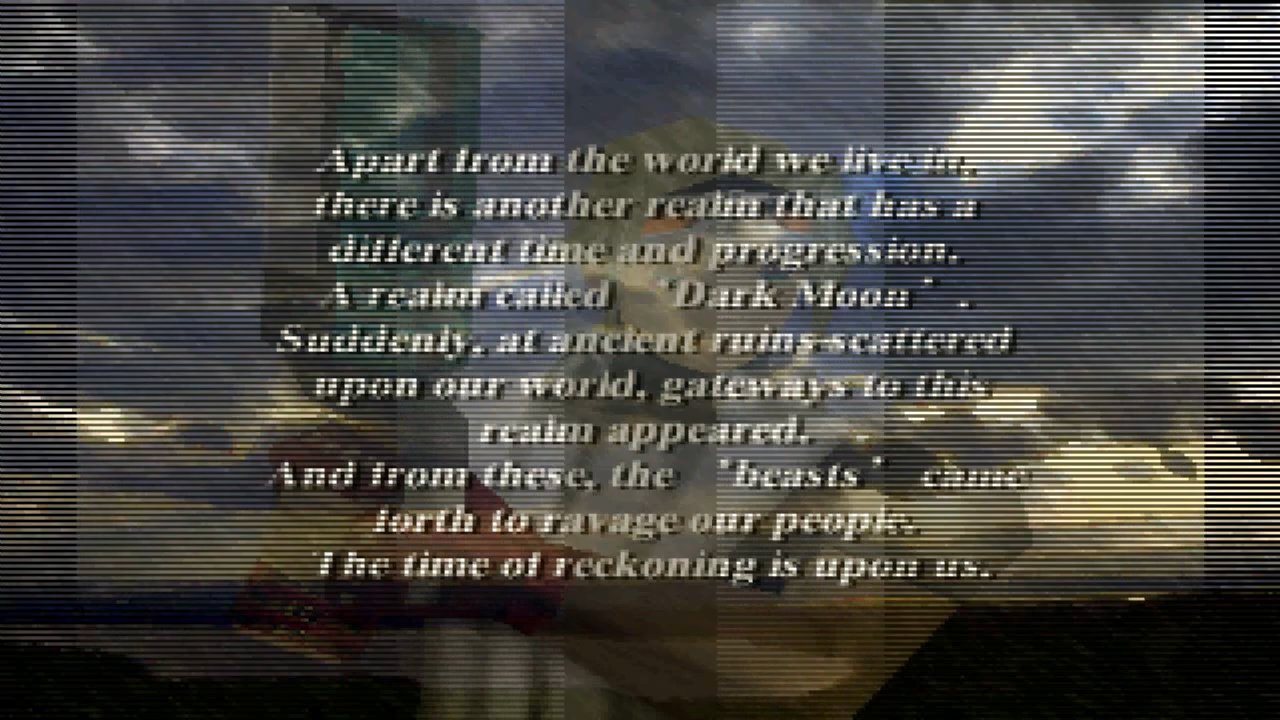 Apart from the world we live in,
there is another realm that has a
different time and progression.
A realm called "Dark Moon".
Suddenly, at ancient ruins scattered
upon our world, gateways to this
realm appeared.
And from these, the "beasts" came
forth to ravage our people.
The time of reckoning is upon us.